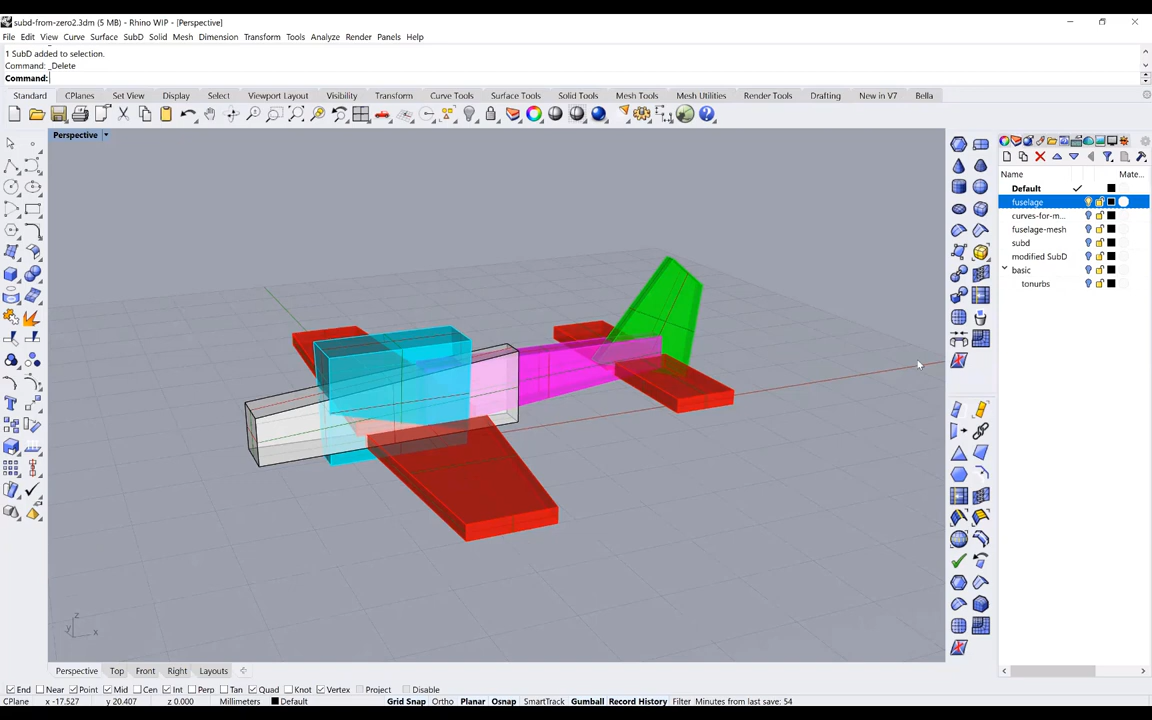 subd-from-zero2.3dm (5 MB) - Rhino WIP - [Perspective]
File Edit View Curve Surface SubD Solid Mesh Dimension Transform Tools Analyze Render Panels Help
1 SubD added to selection.
Command: _Delete
Command:
Standard CPlanes Set View Display Select Viewport Layout Visibility Transform Curve Tools Surface Tools Solid Tools Mesh Tools Mesh Utilities Render Tools Drafting New in V7 Bella
Perspective
Name Mate...
Default
fuselage
curves-for-m...
fuselage-mesh
subd
modified SubD
basic
tonurbs
z
y x
Perspective Top Front Right Layouts
End Near Point Mid Cen Int Perp Tan Quad Knot Vertex Project Disable
CPlane x -17.527 y 20.407 z 0.000 Millimeters Default Grid Snap Ortho Planar Osnap SmartTrack Gumball Record History Filter Minutes from last save: 54